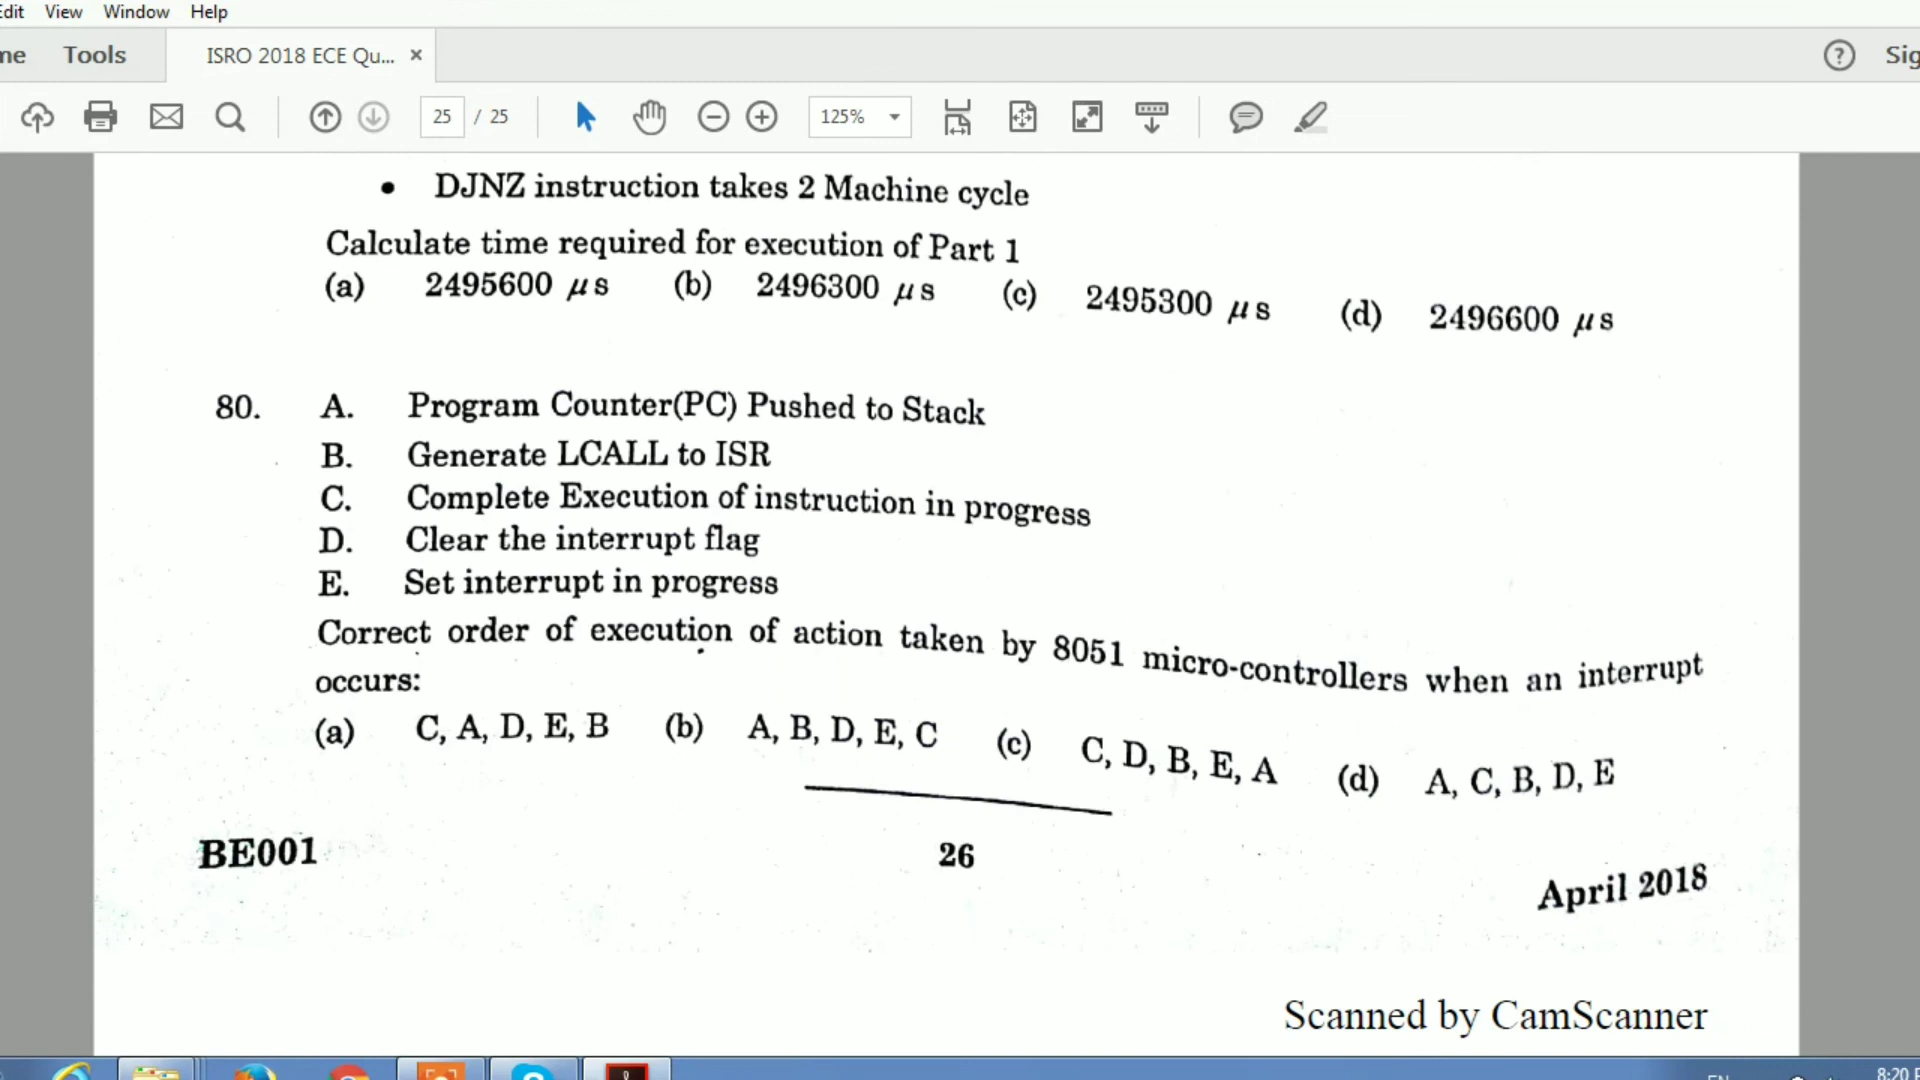 Edit View Window Help
me Tools ISRO 2018 ECE Qu... ×
25 / 25 125%
• DJNZ instruction takes 2 Machine cycle
Calculate time required for execution of Part 1
(a) 2495600 μs (b) 2496300 μs (c) 2495300 μs (d) 2496600 μs
80. A. Program Counter(PC) Pushed to Stack
B. Generate LCALL to ISR
C. Complete Execution of instruction in progress
D. Clear the interrupt flag
E. Set interrupt in progress
Correct order of execution of action taken by 8051 micro-controllers when an interrupt
occurs:
(a) C, A, D, E, B (b) A, B, D, E, C (c) C, D, B, E, A (d) A, C, B, D, E
BE001 26 April 2018
Scanned by CamScanner